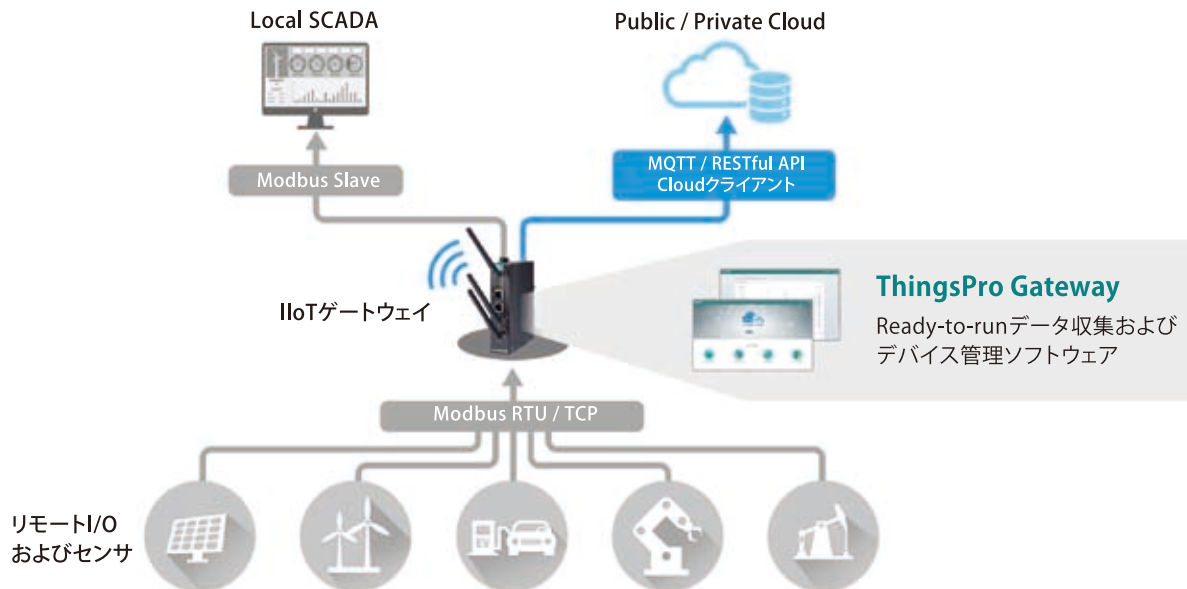 Local SCADA
Public / Private Cloud
Modbus Slave
MQTT / RESTful API
Cloudクライアント
IIoTゲートウェイ
ThingsPro Gateway
Ready-to-runデータ収集および
デバイス管理ソフトウェア
Modbus RTU / TCP
リモートI/O
およびセンサ
EV